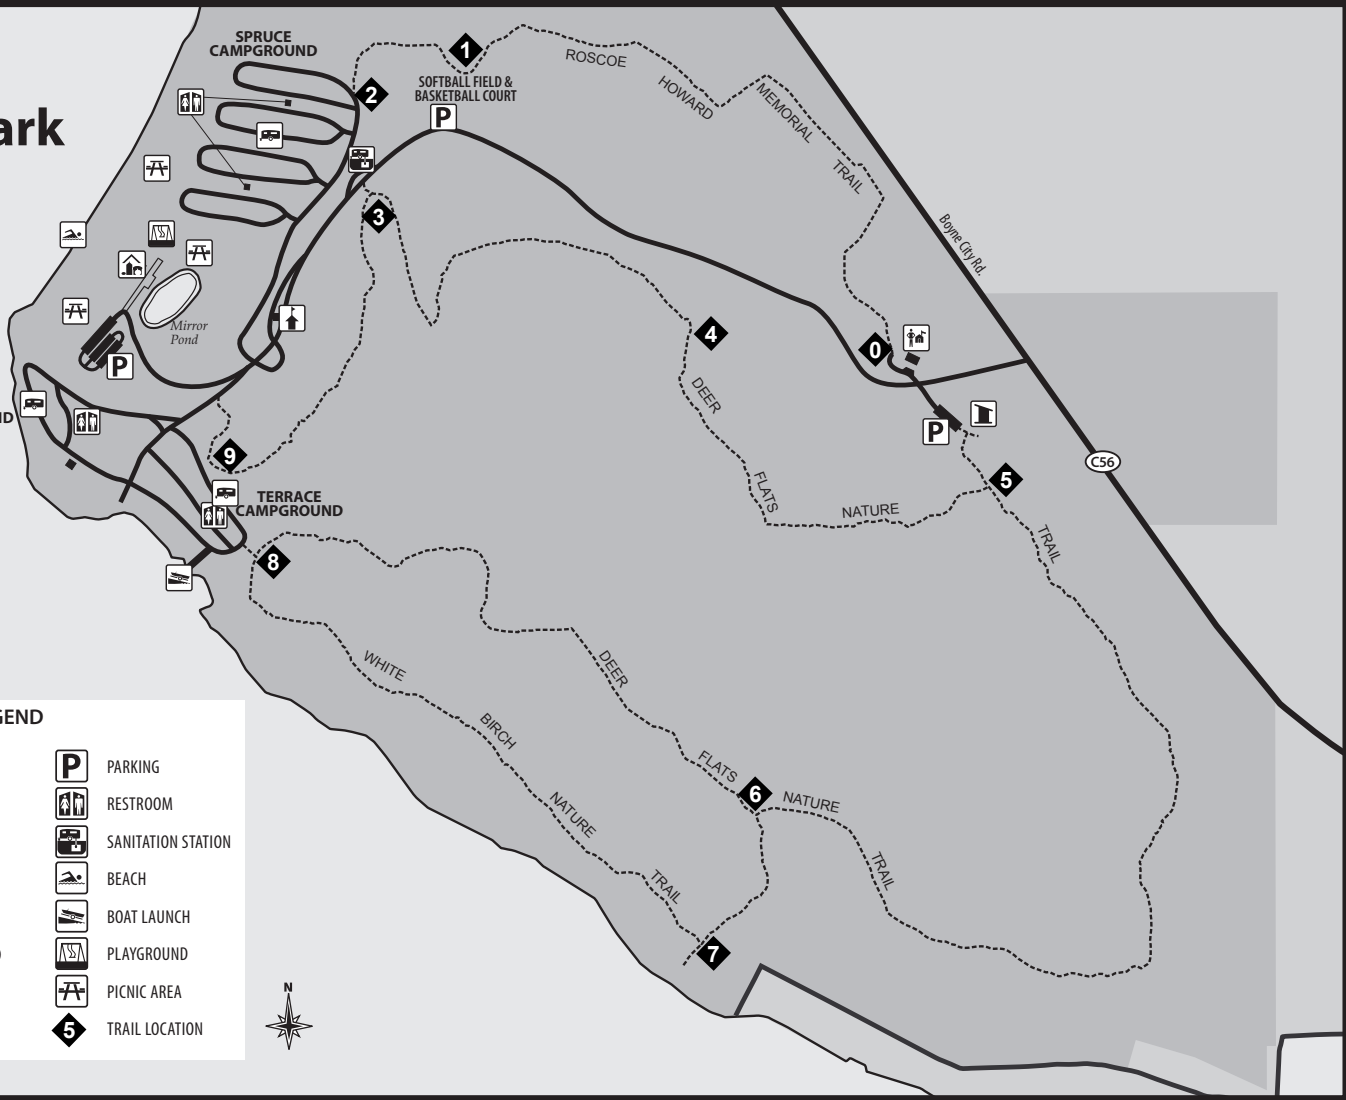 ark
SPRUCE
CAMPGROUND
1
2
SOFTBALL FIELD &
BASKETBALL COURT
P
ROSCOE
HOWARD
MEMORIAL
TRAIL
Boyne City Rd.
3
Mirror
Pond
P
4
0
P
C56
5
DEER
FLATS
NATURE
TRAIL
ND
9
TERRACE
CAMPGROUND
8
WHITE
BIRCH
NATURE
TRAIL
DEER
FLATS
6
NATURE
TRAIL
7
GEND
P PARKING
RESTROOM
SANITATION STATION
BEACH
BOAT LAUNCH
PLAYGROUND
PICNIC AREA
5 TRAIL LOCATION
N